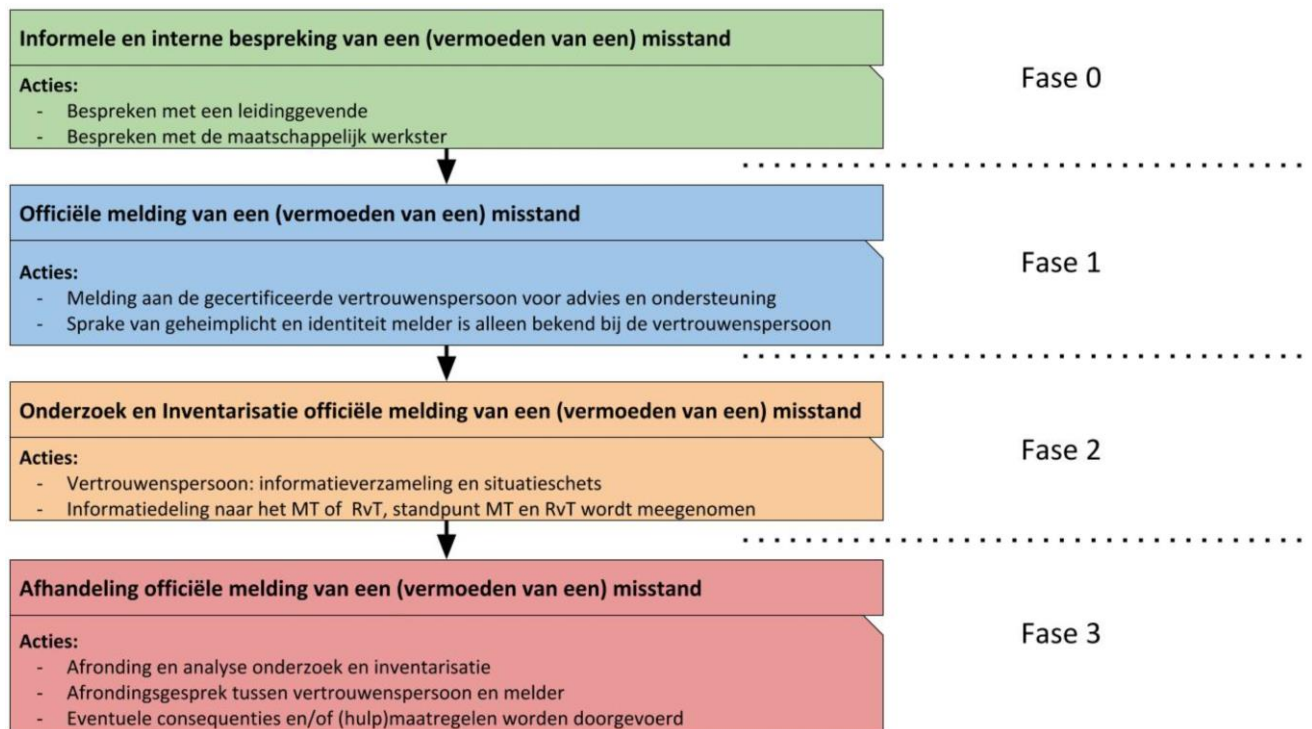 Informele en interne bespreking van een (vermoeden van een) misstand
Acties:
- Bespreken met een leidinggevende
- Bespreken met de maatschappelijk werkster
Fase 0
Officiële melding van een (vermoeden van een) misstand
Acties:
- Melding aan de gecertificeerde vertrouwenspersoon voor advies en ondersteuning
- Sprake van geheimplicht en identiteit melder is alleen bekend bij de vertrouwenspersoon
Fase 1
Onderzoek en Inventarisatie officiële melding van een (vermoeden van een) misstand
Acties:
- Vertrouwenspersoon: informatieverzameling en situatieschets
- Informatiedeling naar het MT of RvT, standpunt MT en RvT wordt meegenomen
Fase 2
Afhandeling officiële melding van een (vermoeden van een) misstand
Acties:
- Afronding en analyse onderzoek en inventarisatie
- Afrondingsgesprek tussen vertrouwenspersoon en melder
- Eventuele consequenties en/of (hulp)maatregelen worden doorgevoerd
Fase 3